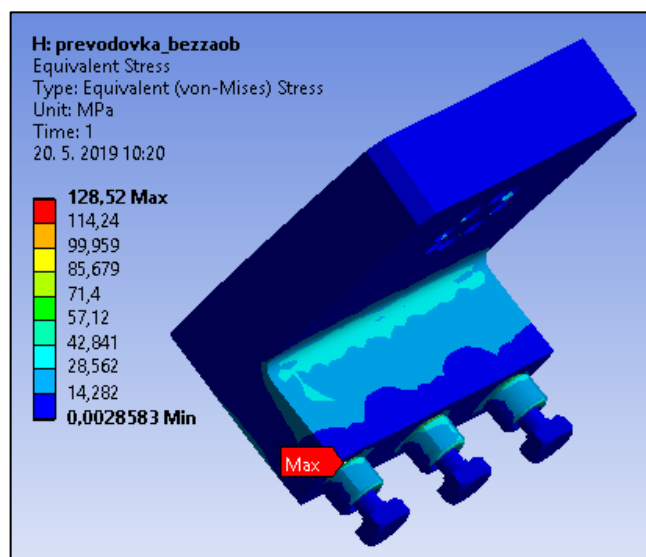 H: prevodovka_bezzaob
Equivalent Stress
Type: Equivalent (von-Mises) Stress
Unit: MPa
Time: 1
20. 5. 2019 10:20
128,52 Max
114,24
99,959
85,679
71,4
57,12
42,841
28,562
14,282
0,0028583 Min
Max